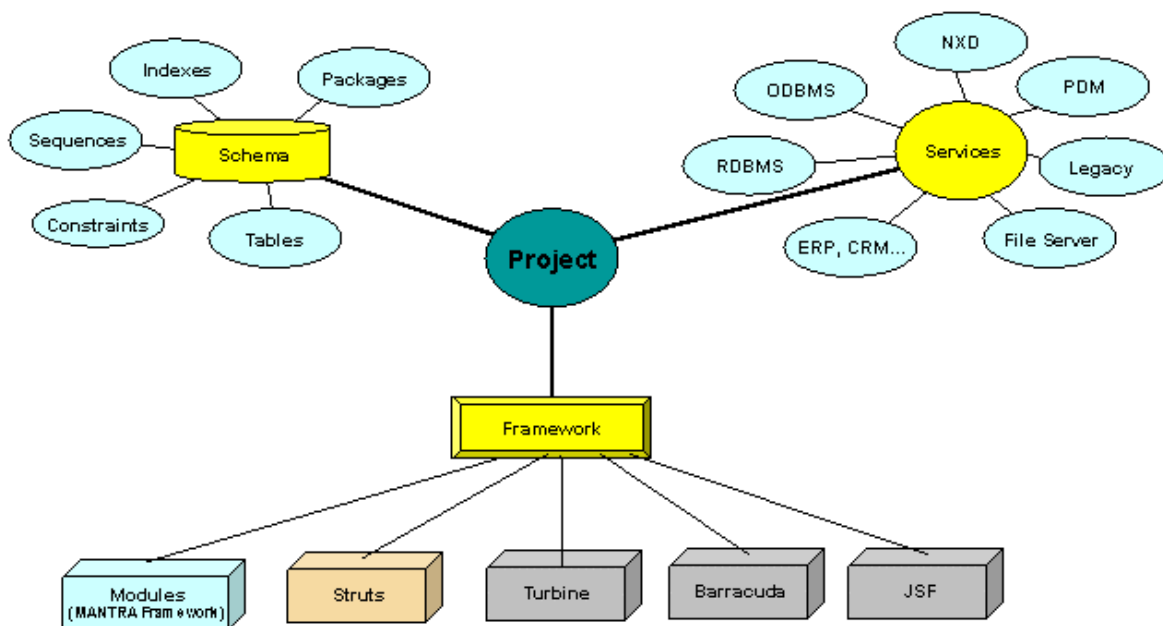 NXD
Indexes
Packages
ODBMS
PDM
Sequences
Schema
Services
RDBMS
Legacy
Constraints
Tables
ERP, CRM...
File Server
Project
Framework
Modules
(MANTRA Framework)
Struts
Turbine
Barracuda
JSF